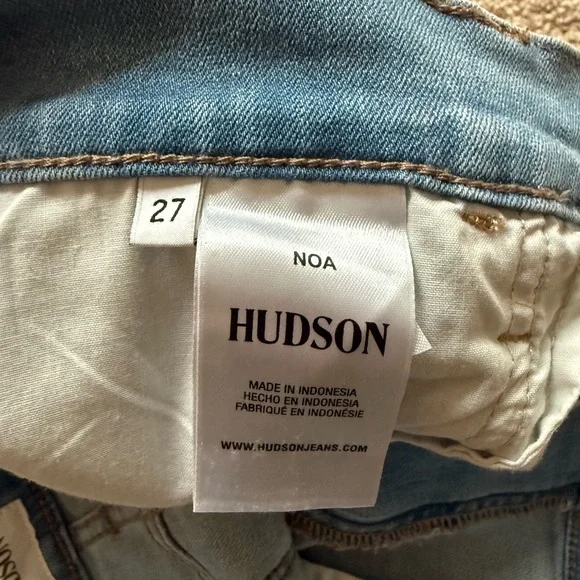 27
NOA
HUDSON
MADE IN INDONESIA
HECHO EN INDONESIA
FABRIQUÉ EN INDONÉSIE
WWW.HUDSONJEANS.COM